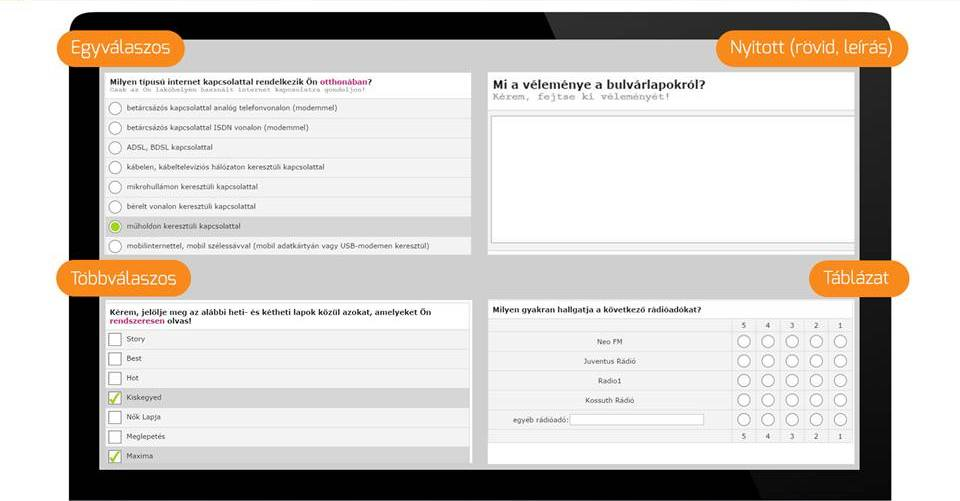 Egyválaszos
Milyen típusú internet kapcsolattal rendelkezik Ön otthonában?
Csak az Ön lakóhelyén használt internet kapcsolatra gondoljon!
betárcsázós kapcsolattal analóg telefonvonalon (modemmel)
betárcsázós kapcsolattal ISDN vonalon (modemmel)
ADSL, BDSL kapcsolattal
kábelen, kábeltelevíziós hálózaton keresztüli kapcsolattal
mikrohullámon keresztüli kapcsolattal
bérelt vonalon keresztüli kapcsolattal
műholdon keresztüli kapcsolattal
mobilinternettel, mobil szélessávval (mobil adatkártyán vagy USB-modemen keresztül)
Nyitott (rövid, leírás)
Mi a véleménye a bulvárlapokról?
Kérem, fejtse ki véleményét!
Többválaszos
Kérem, jelölje meg az alábbi heti- és kétheti lapok közül azokat, amelyeket Ön
rendszeresen olvas!
Story
Best
Hot
Kiskegyed
Nők Lapja
Meglepetés
Maxima
Táblázat
Milyen gyakran hallgatja a következő rádióadókat?
5 4 3 2 1
Neo FM
Juventus Rádió
Radio1
Kossuth Rádió
egyéb rádióadó:
5 4 3 2 1